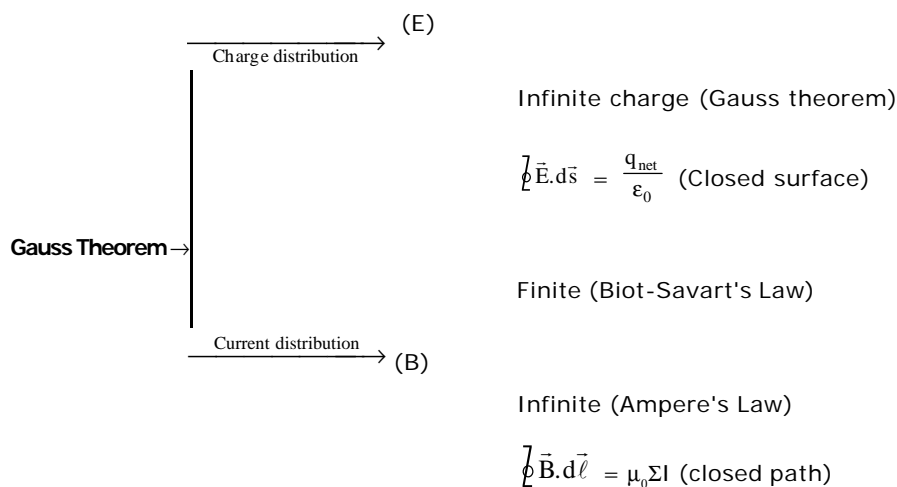 (E)
Charge distribution
Infinite charge (Gauss theorem)
∮E⃗.ds⃗ = q_net/ε₀ (Closed surface)
Gauss Theorem →
Finite (Biot-Savart's Law)
Current distribution
(B)
Infinite (Ampere's Law)
∮B⃗.dℓ⃗ = μ₀ΣI (closed path)